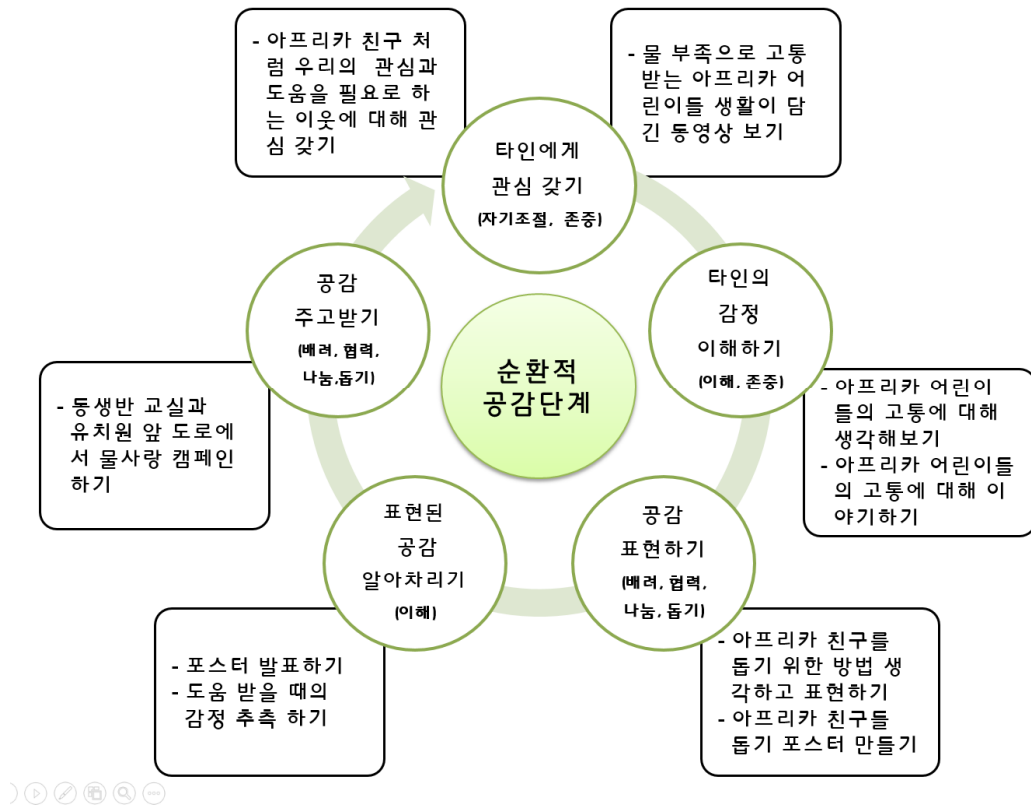 - 아프리카 친구 처
럼 우리의 관심과
도움을 필요로 하
는 이웃에 대해 관
심 갖기
- 물 부족으로 고통
받는 아프리카 어
린이들 생활이 담
긴 동영상 보기
타인에게
관심 갖기
(자기조절, 존중)
공감
주고받기
(배려, 협력,
나눔,돕기)
타인의
감정
이해하기
(이해, 존중)
순환적
공감단계
- 동생반 교실과
유치원 앞 도로에
서 물사랑 캠페인
하기
- 아프리카 어린이
들의 고통에 대해
생각해보기
- 아프리카 어린이들
의 고통에 대해 이
야기하기
표현된
공감
알아차리기
(이해)
공감
표현하기
(배려, 협력,
나눔, 돕기)
- 포스터 발표하기
- 도움 받을 때의
감정 추측 하기
- 아프리카 친구를
돕기 위한 방법 생
각하고 표현하기
- 아프리카 친구들
돕기 포스터 만들기